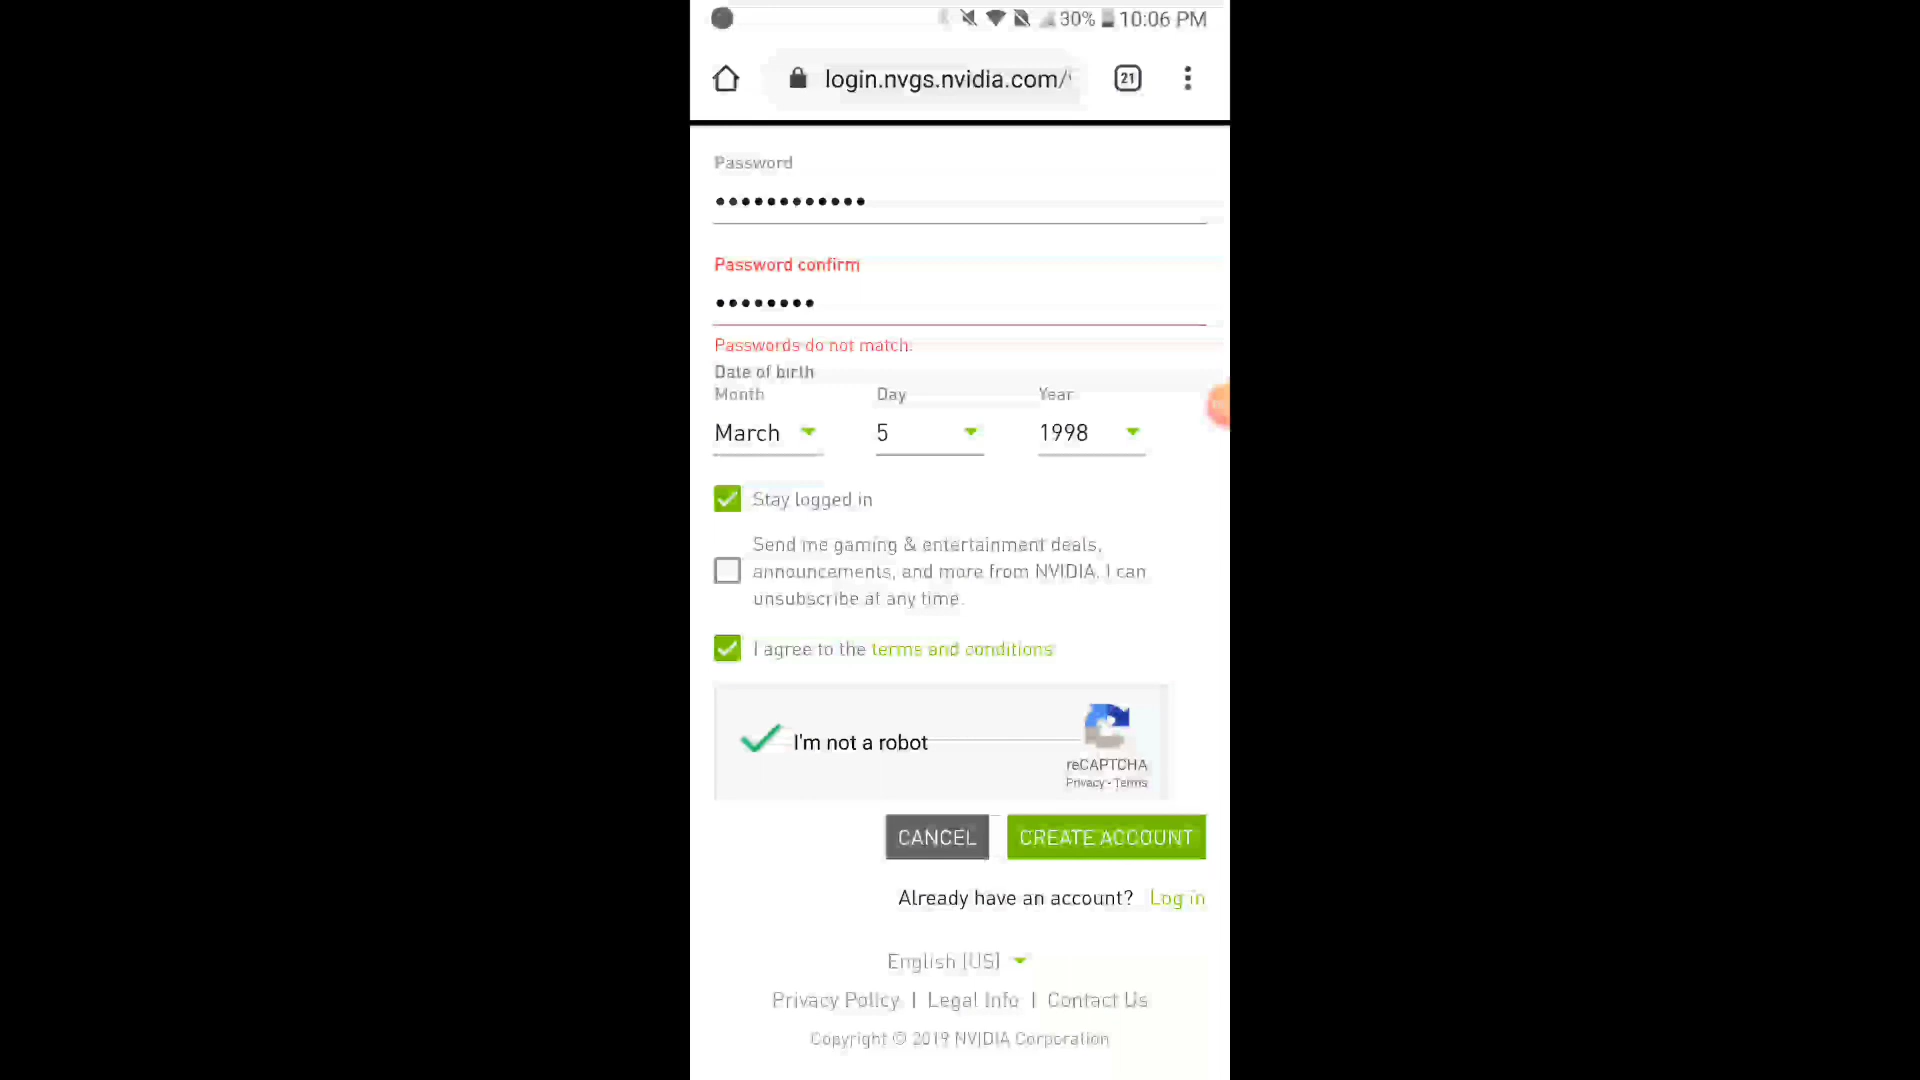 30% 10:06 PM
login.nvgs.nvidia.com/
21
Password
••••••••••••
Password confirm
••••••••
Passwords do not match.
Date of birth
Month Day Year
March 5 1998
Stay logged in
Send me gaming & entertainment deals,
announcements, and more from NVIDIA. I can
unsubscribe at any time.
I agree to the terms and conditions
I'm not a robot
reCAPTCHA
Privacy - Terms
CANCEL CREATE ACCOUNT
Already have an account? Log in
English (US)
Privacy Policy | Legal Info | Contact Us
Copyright © 2019 NVIDIA Corporation